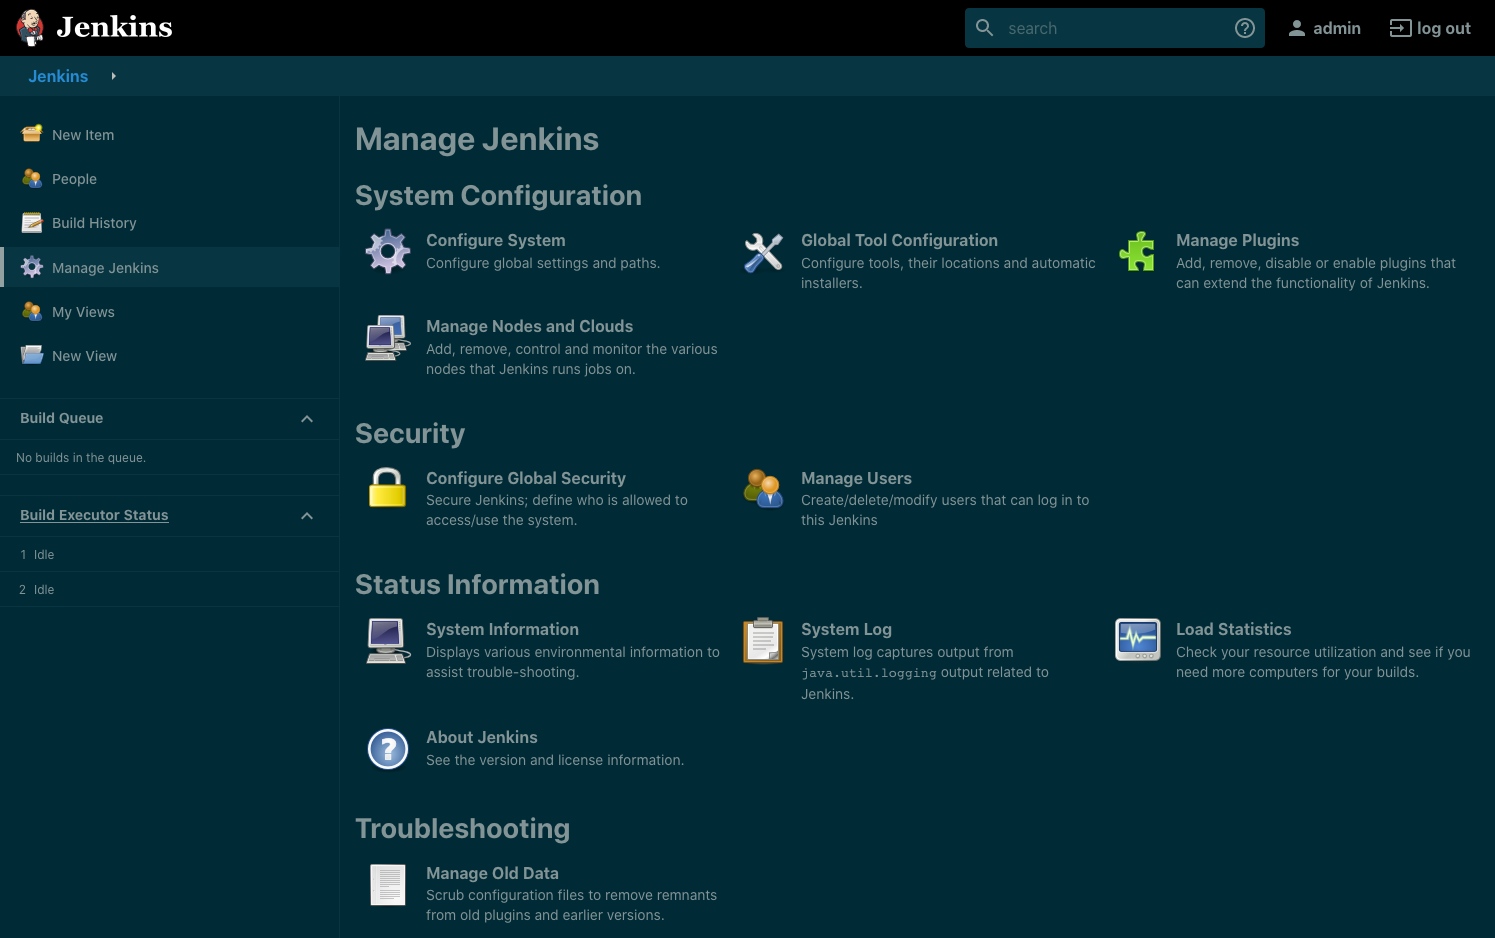 Jenkins
search
admin
log out
Jenkins
New Item
People
Build History
Manage Jenkins
My Views
New View
Build Queue
No builds in the queue.
Build Executor Status
1 Idle
2 Idle
Manage Jenkins
System Configuration
Configure System
Configure global settings and paths.
Global Tool Configuration
Configure tools, their locations and automatic
installers.
Manage Plugins
Add, remove, disable or enable plugins that
can extend the functionality of Jenkins.
Manage Nodes and Clouds
Add, remove, control and monitor the various
nodes that Jenkins runs jobs on.
Security
Configure Global Security
Secure Jenkins; define who is allowed to
access/use the system.
Manage Users
Create/delete/modify users that can log in to
this Jenkins
Status Information
System Information
Displays various environmental information to
assist trouble-shooting.
System Log
System log captures output from
java.util.logging output related to
Jenkins.
Load Statistics
Check your resource utilization and see if you
need more computers for your builds.
About Jenkins
See the version and license information.
Troubleshooting
Manage Old Data
Scrub configuration files to remove remnants
from old plugins and earlier versions.